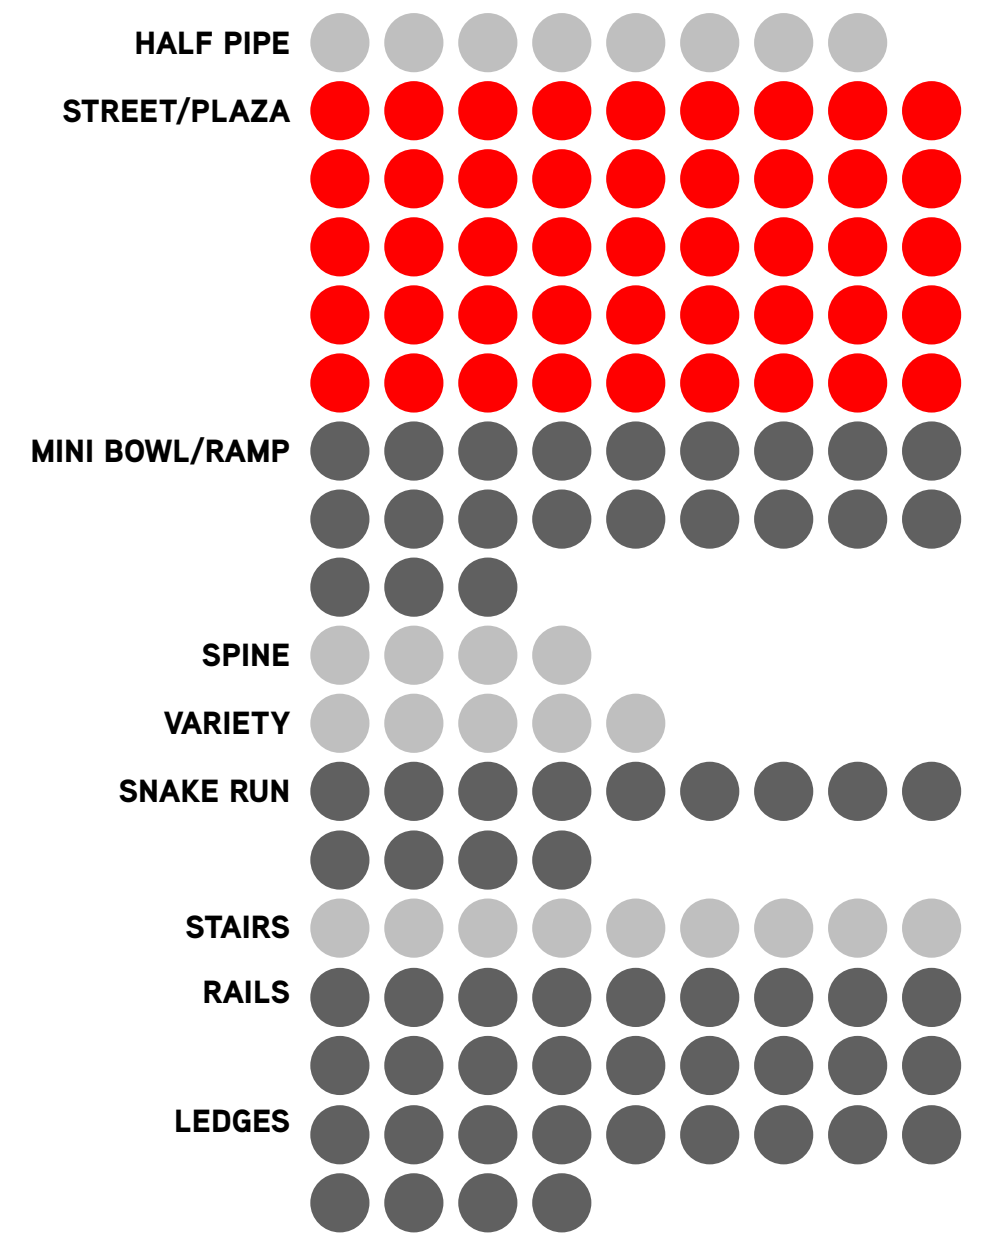 HALF PIPE
STREET/PLAZA
MINI BOWL/RAMP
SPINE
VARIETY
SNAKE RUN
STAIRS
RAILS
LEDGES